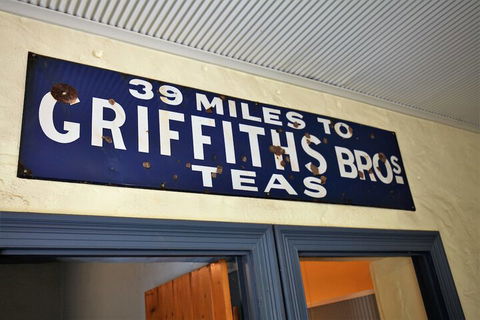 39 MILES TO
GRIFFITHS BROS
TEAS